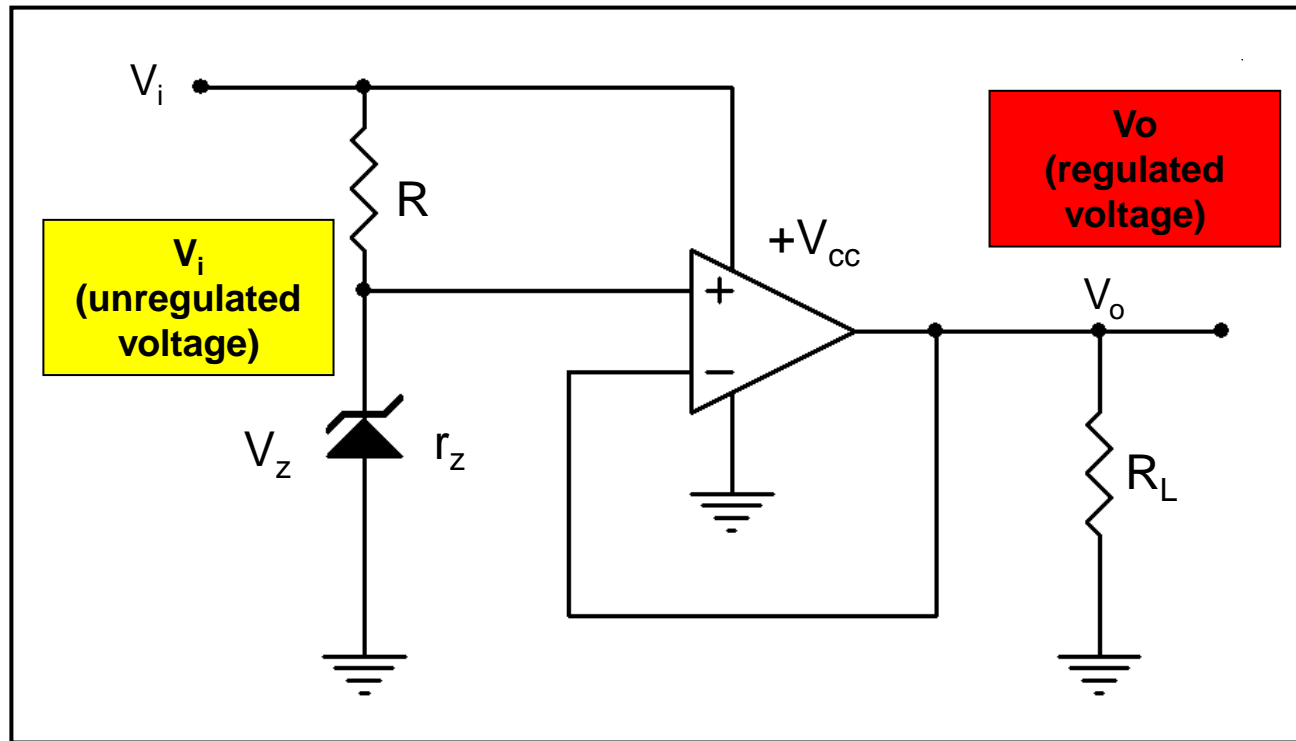 Vi
R
Vi
(unregulated
voltage)
+Vcc
Vo
(regulated
voltage)
+
−
Vo
Vz
rz
RL